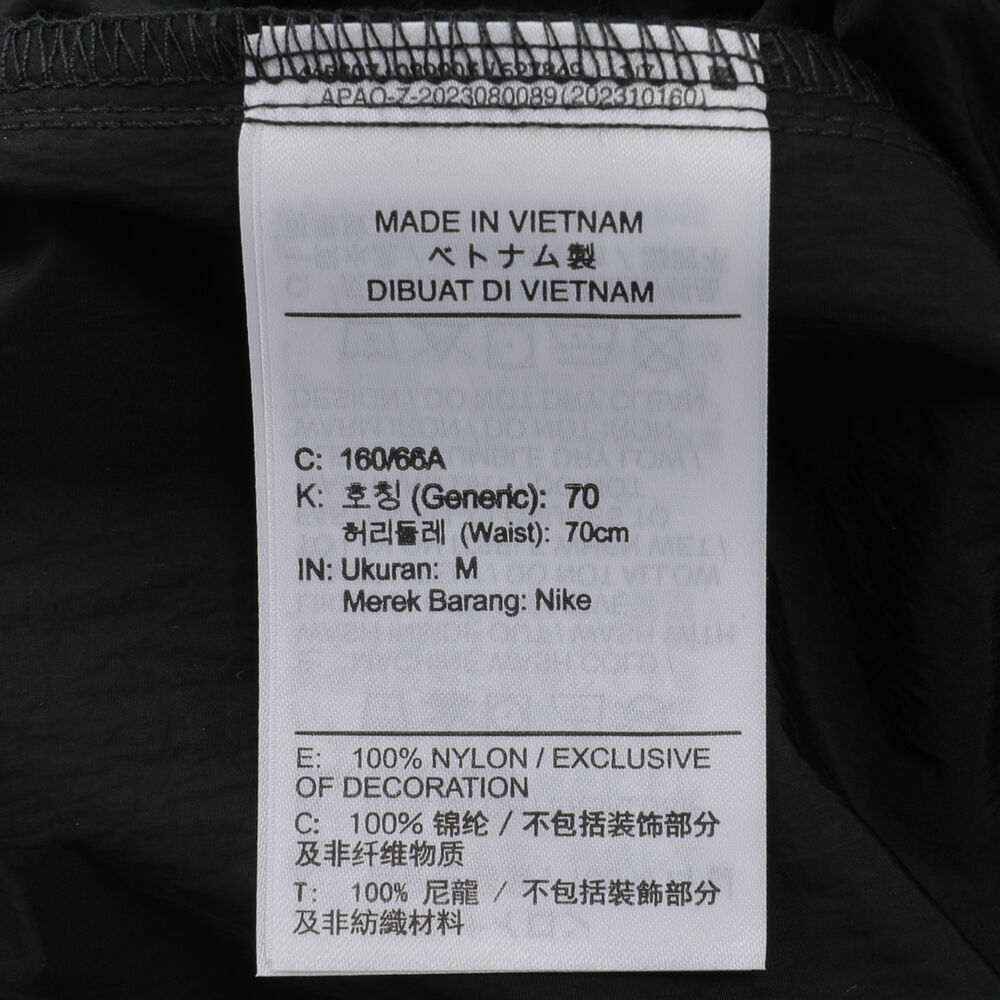 APAO-Z-2023080089(202310160)
MADE IN VIETNAM
ベトナム製
DIBUAT DI VIETNAM
C: 160/66A
K: 호칭 (Generic): 70
허리둘레 (Waist): 70cm
IN: Ukuran: M
Merek Barang: Nike
E: 100% NYLON / EXCLUSIVE
OF DECORATION
C: 100% 锦纶 / 不包括装饰部分
及非纤维物质
T: 100% 尼龍 / 不包括裝飾部分
及非紡織材料